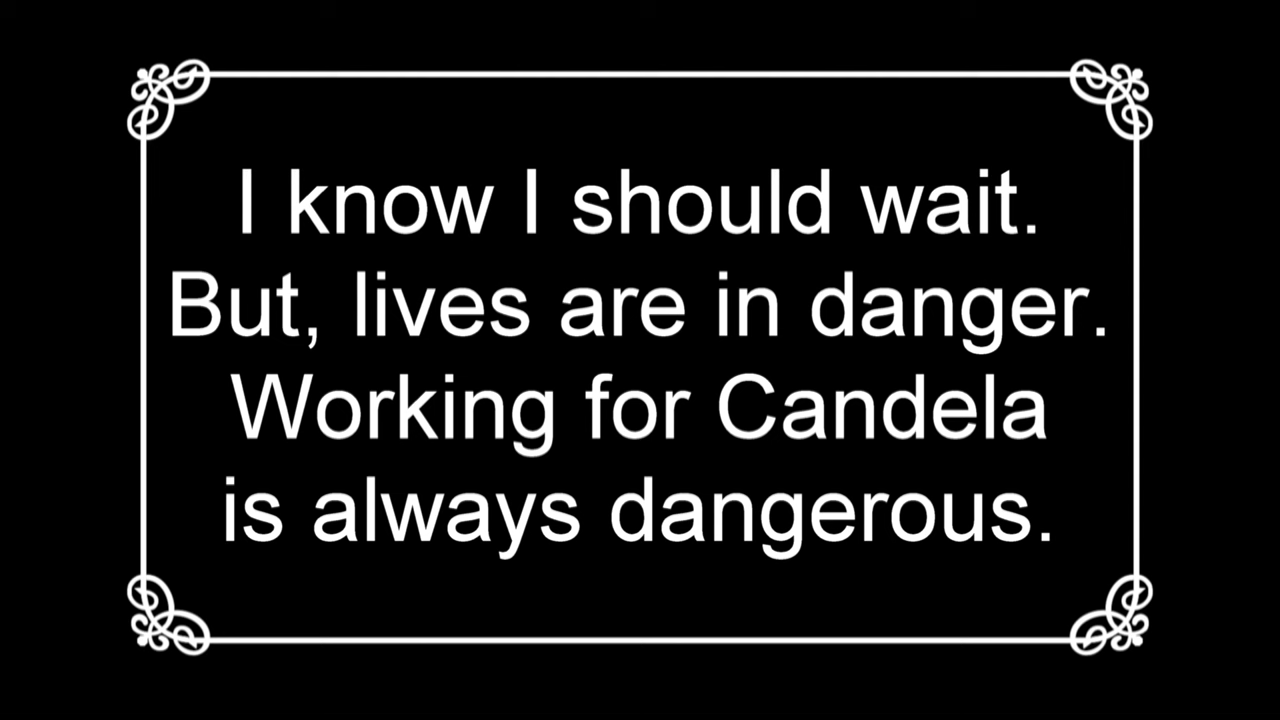 I know I should wait.
But, lives are in danger.
Working for Candela
is always dangerous.